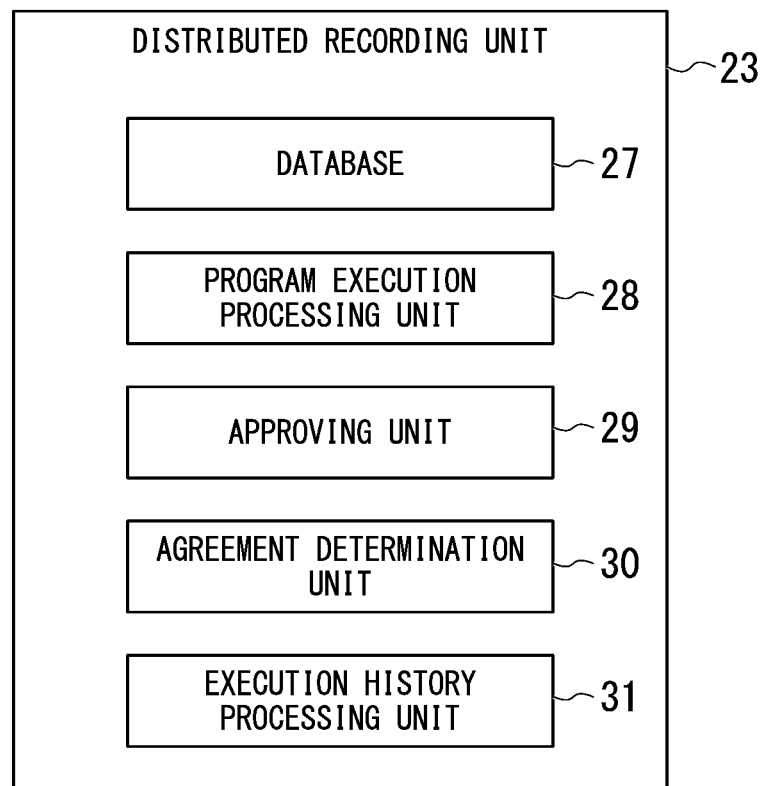 DISTRIBUTED RECORDING UNIT
23
DATABASE
27
PROGRAM EXECUTION
PROCESSING UNIT
28
APPROVING UNIT
29
AGREEMENT DETERMINATION
UNIT
30
EXECUTION HISTORY
PROCESSING UNIT
31